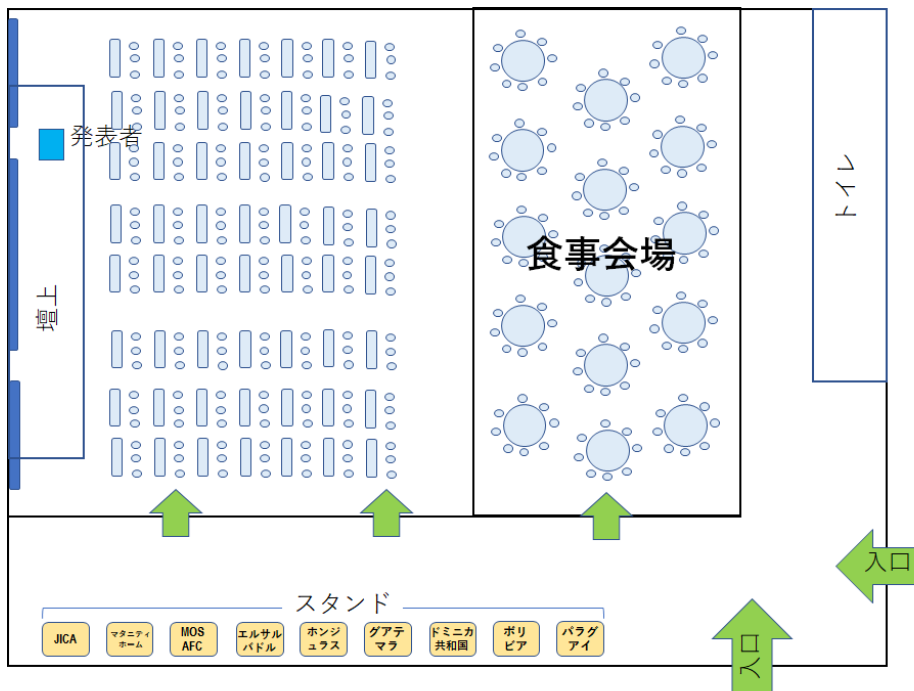 発表者
壇上
食事会場
トイレ
入口
入口
スタンド
JICA
マタニティ
ホーム
MOS
AFC
エルサル
バドル
ホンジ
ュラス
グアテ
マラ
ドミニカ
共和国
ボリ
ビア
パラグ
アイ